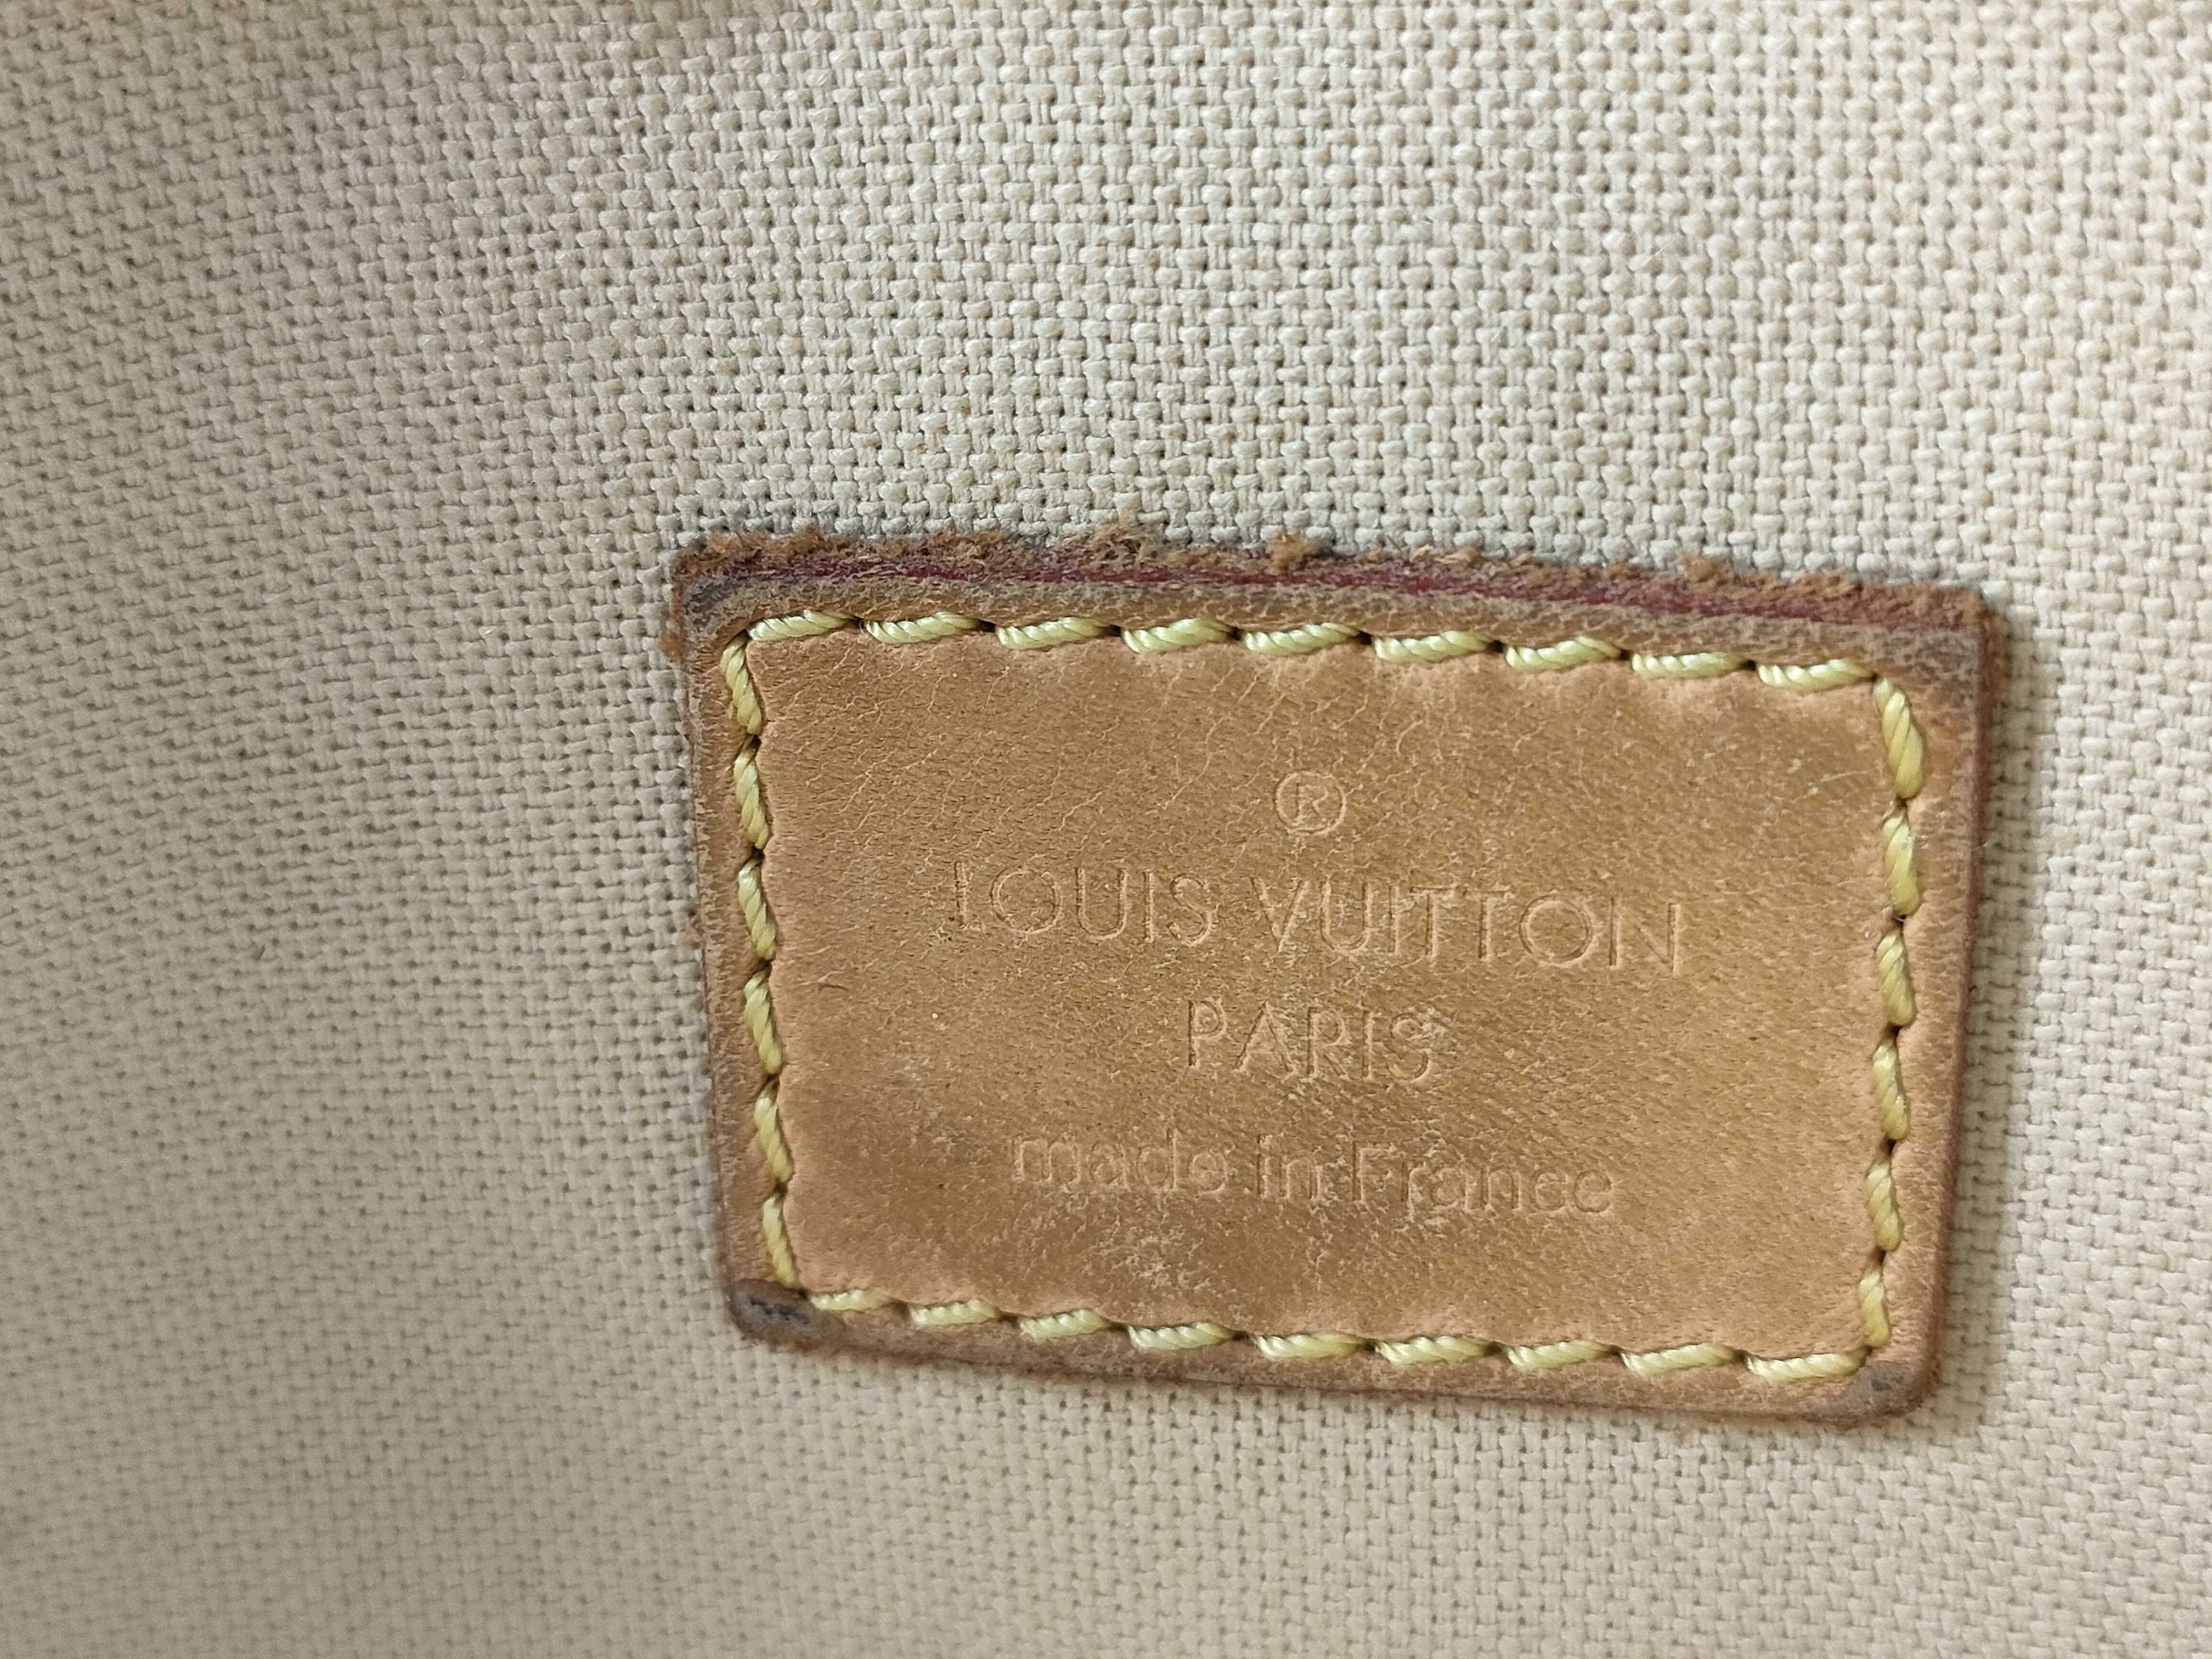 ®
LOUIS VUITTON
PARIS
made in France